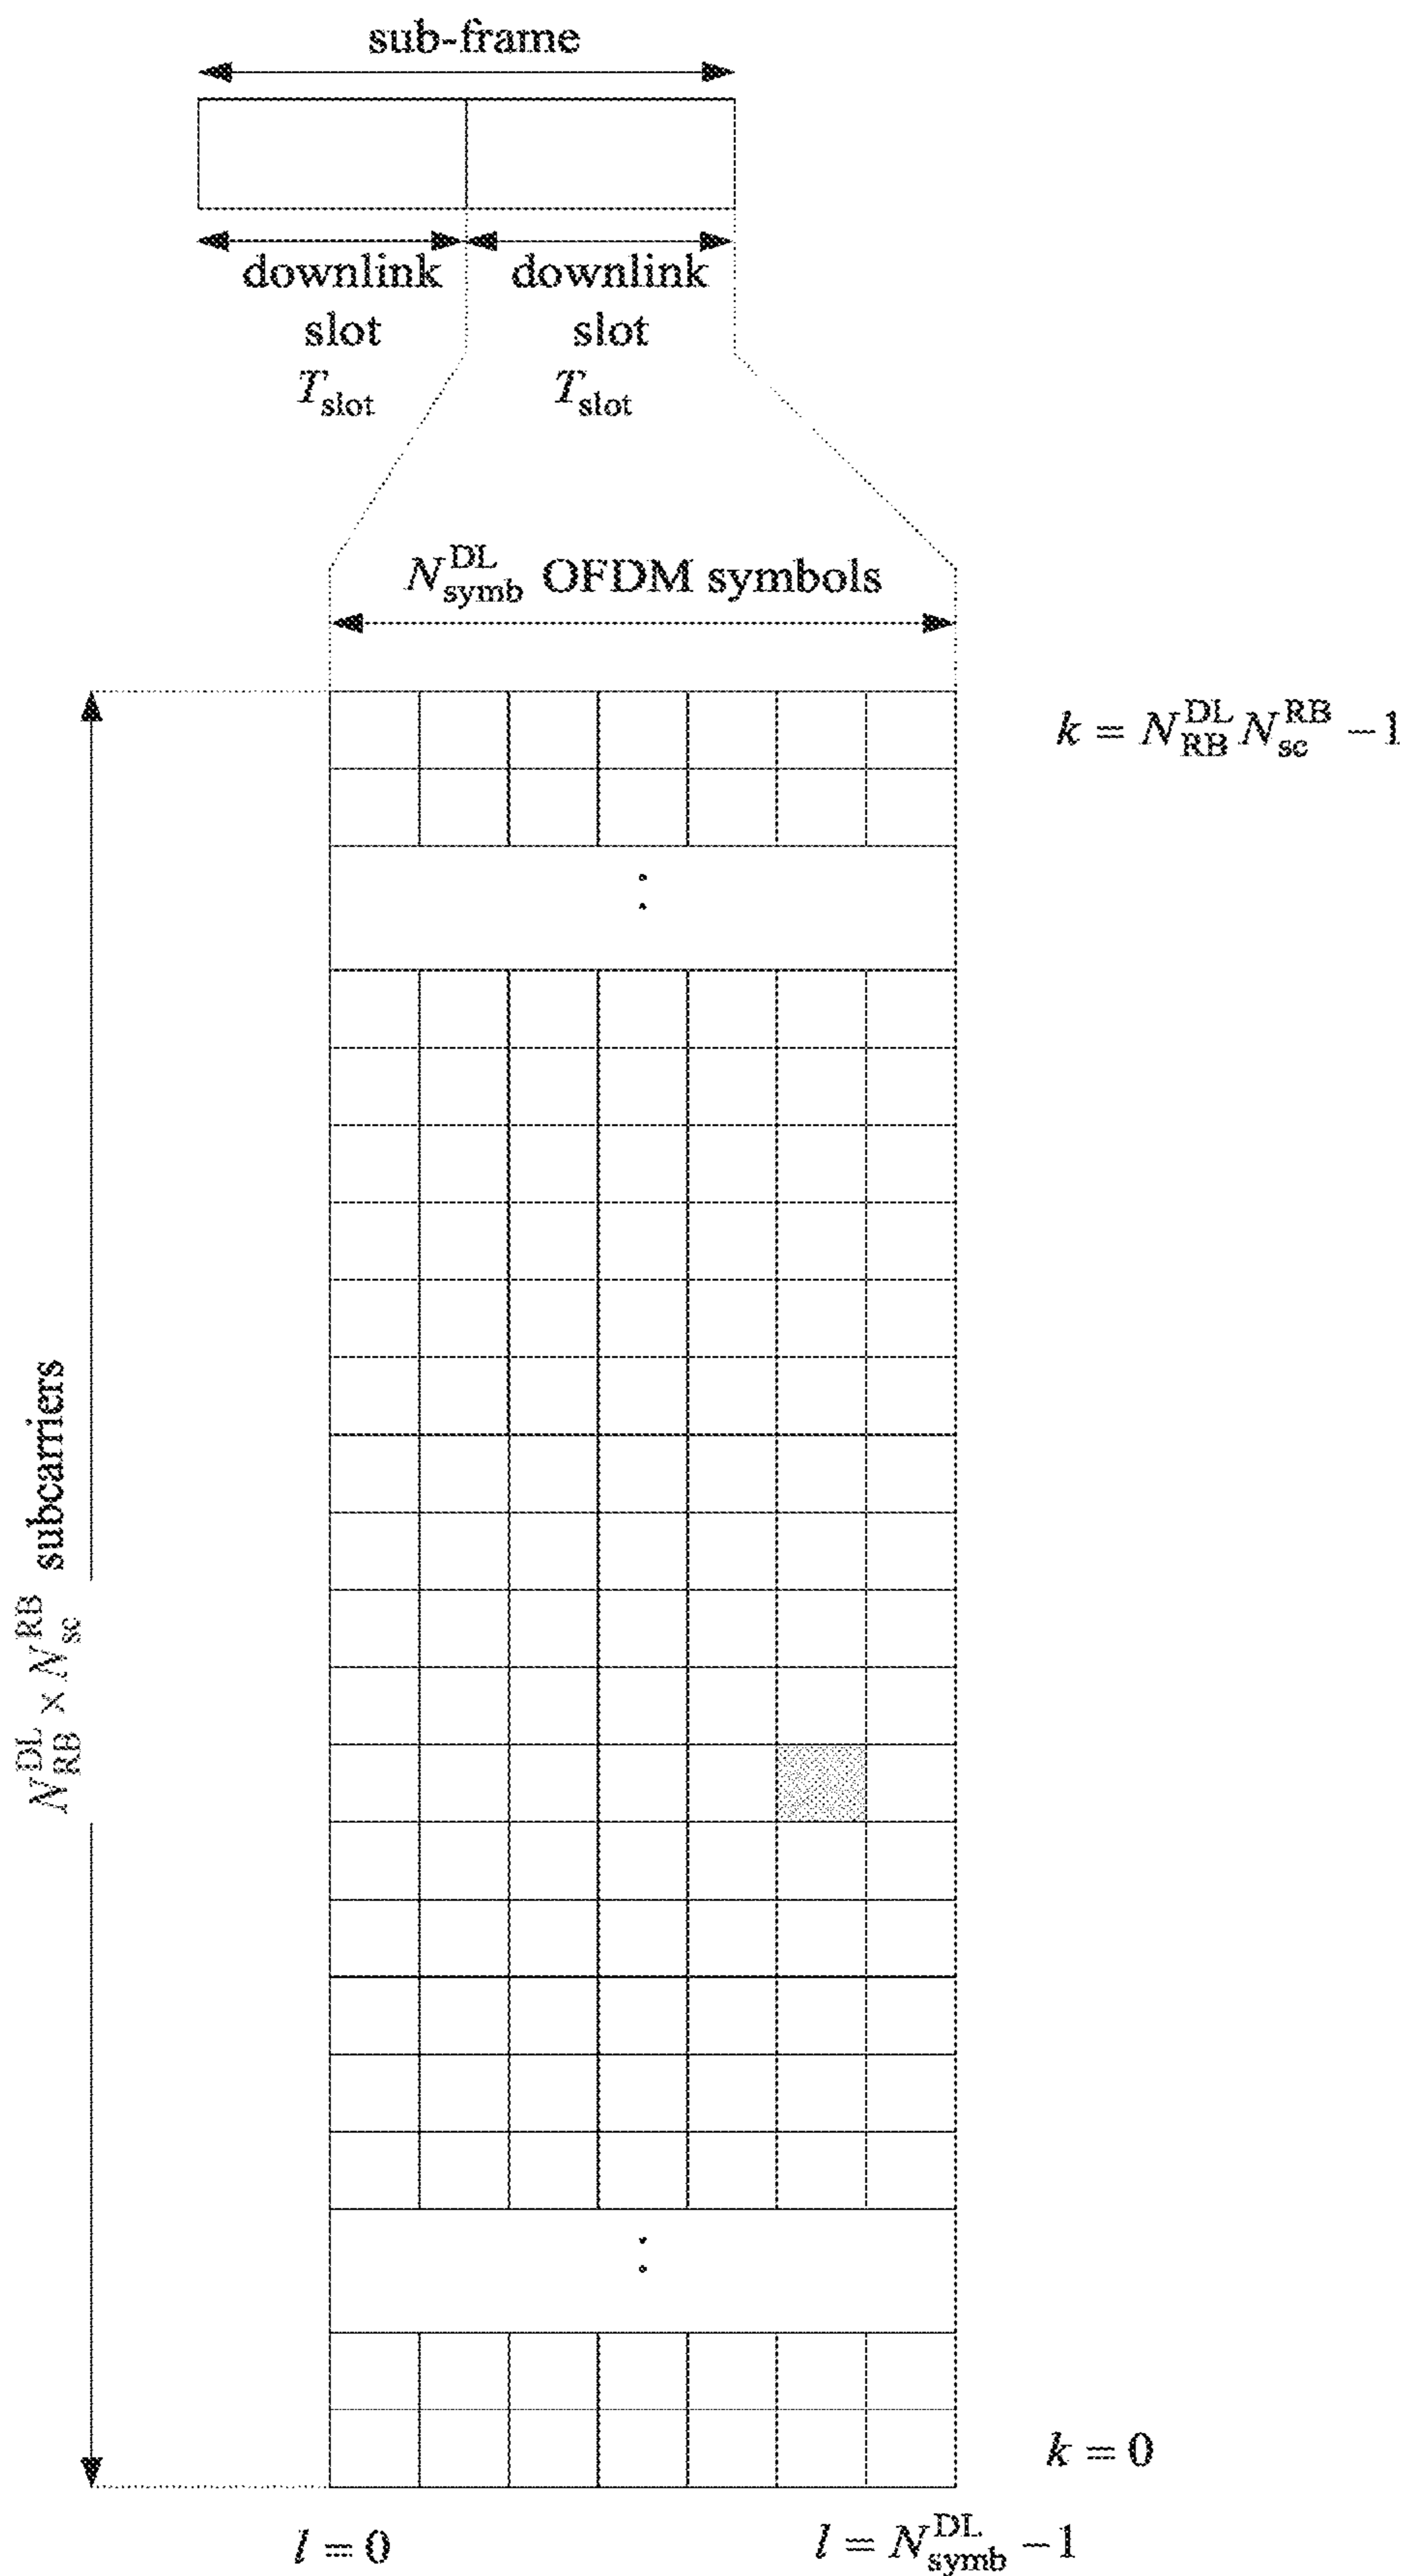 sub-frame
downlink
slot
T_slot
downlink
slot
T_slot
N_symb^DL OFDM symbols
k = N_RB^DL N_sc^RB −1
N_RB^DL × N_sc^RB subcarriers
k = 0
l = 0
l = N_symb^DL −1